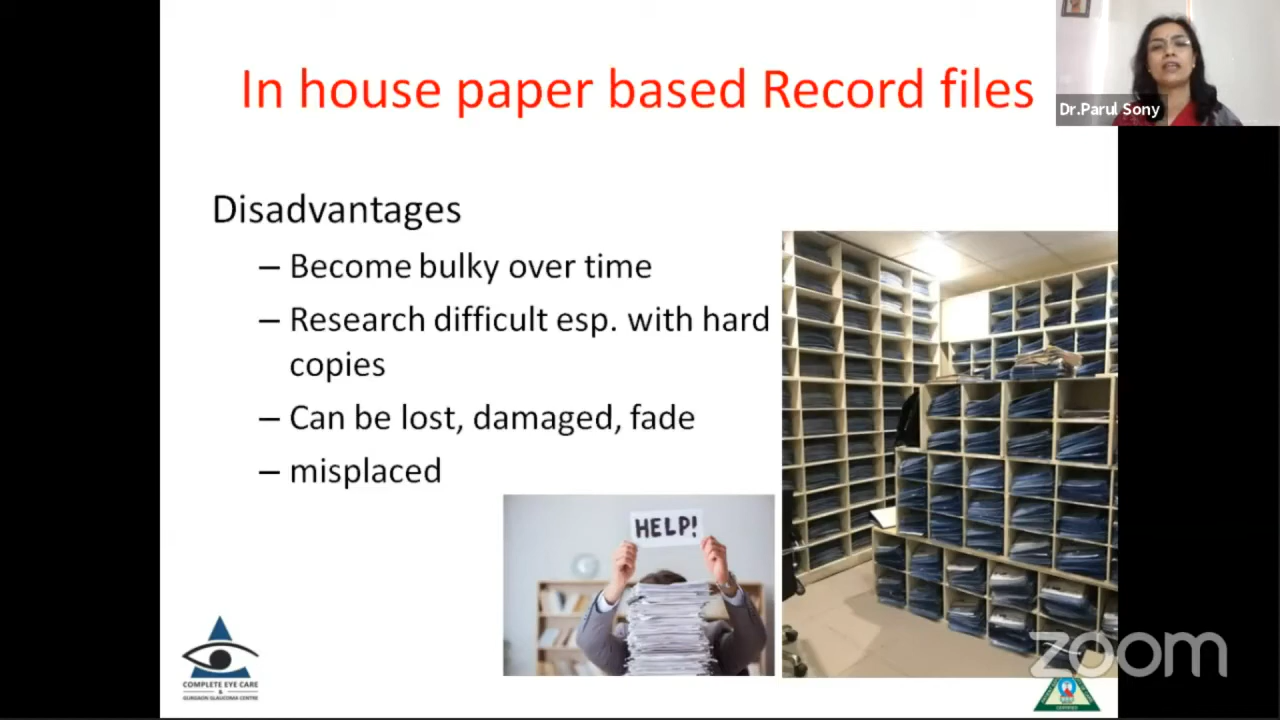 In house paper based Record files
Dr.Parul Sony
Disadvantages
– Become bulky over time
– Research difficult esp. with hard
copies
– Can be lost, damaged, fade
– misplaced
HELP!
COMPLETE EYE CARE
&
GURGAON GLAUCOMA CENTRE
zoom